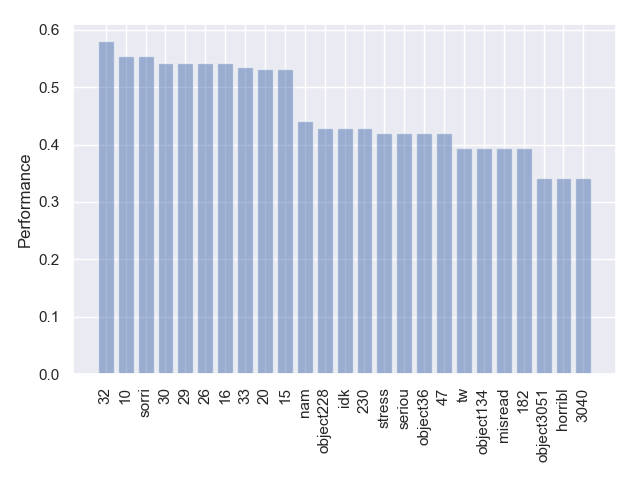 0.6
0.5
0.4
0.3
0.2
0.1
0.0
Performance
32
10
sorri
30
29
26
16
33
20
15
nam
object228
idk
230
stress
seriou
object36
47
tw
object134
misread
182
object3051
horribl
3040